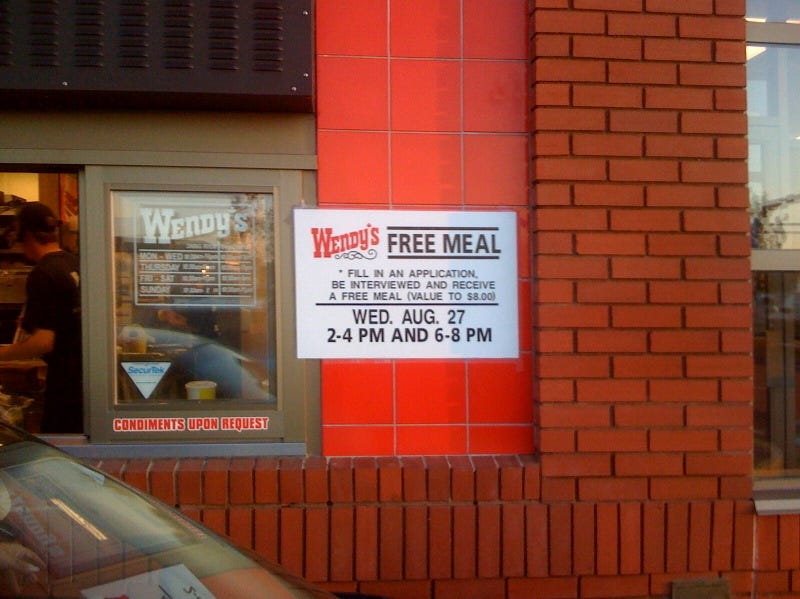 WENDY'S
MON - WED
THURSDAY
FRI - SAT
SUNDAY
SecurTek
CONDIMENTS UPON REQUEST
WENDY'S FREE MEAL
* FILL IN AN APPLICATION,
BE INTERVIEWED AND RECEIVE
A FREE MEAL (VALUE TO $8.00)
WED. AUG. 27
2-4 PM AND 6-8 PM